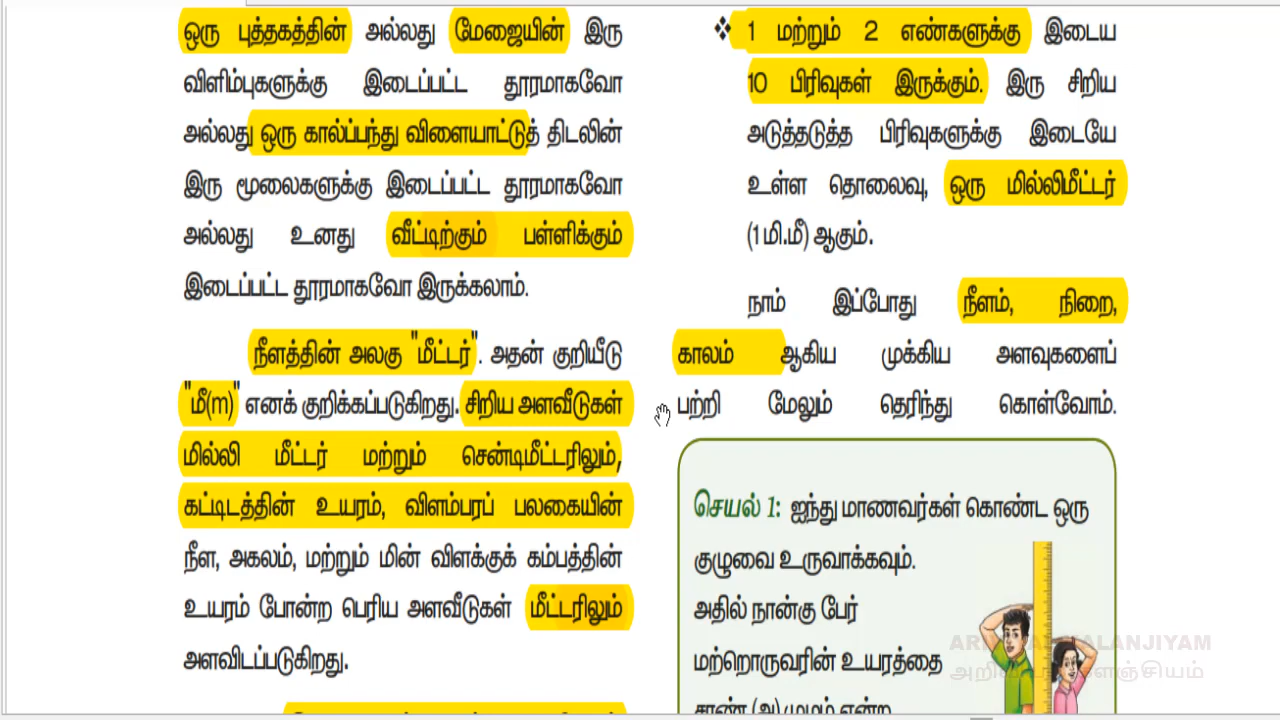 ஒரு புத்தகத்தின் அல்லது மேஜையின் இரு
விளிம்புகளுக்கு இடைப்பட்ட தூரமாகவோ
அல்லது ஒரு கால்ப்பந்து விளையாட்டுத் திடலின்
இரு மூலைகளுக்கு இடைப்பட்ட தூரமாகவோ
அல்லது உனது வீட்டிற்கும் பள்ளிக்கும்
இடைப்பட்ட தூரமாகவோ இருக்கலாம்.
நீளத்தின் அலகு "மீட்டர்". அதன் குறியீடு
"மீ(m)" எனக் குறிக்கப்படுகிறது. சிறிய அளவீடுகள்
மில்லி மீட்டர் மற்றும் சென்டிமீட்டரிலும்,
கட்டிடத்தின் உயரம், விளம்பரப் பலகையின்
நீள, அகலம், மற்றும் மின் விளக்குக் கம்பத்தின்
உயரம் போன்ற பெரிய அளவீடுகள் மீட்டரிலும்
அளவிடப்படுகிறது.
❖ 1 மற்றும் 2 எண்களுக்கு இடைய
10 பிரிவுகள் இருக்கும். இரு சிறிய
அடுத்தடுத்த பிரிவுகளுக்கு இடையே
உள்ள தொலைவு, ஒரு மில்லிமீட்டர்
(1 மி.மீ) ஆகும்.
நாம் இப்போது நீளம், நிறை,
காலம் ஆகிய முக்கிய அளவுகளைப்
பற்றி மேலும் தெரிந்து கொள்வோம்.
செயல் 1: ஐந்து மாணவர்கள் கொண்ட ஒரு
குழுவை உருவாக்கவும்.
அதில் நான்கு பேர்
மற்றொருவரின் உயரத்தை
சாண் (அ) முழம் என்ற